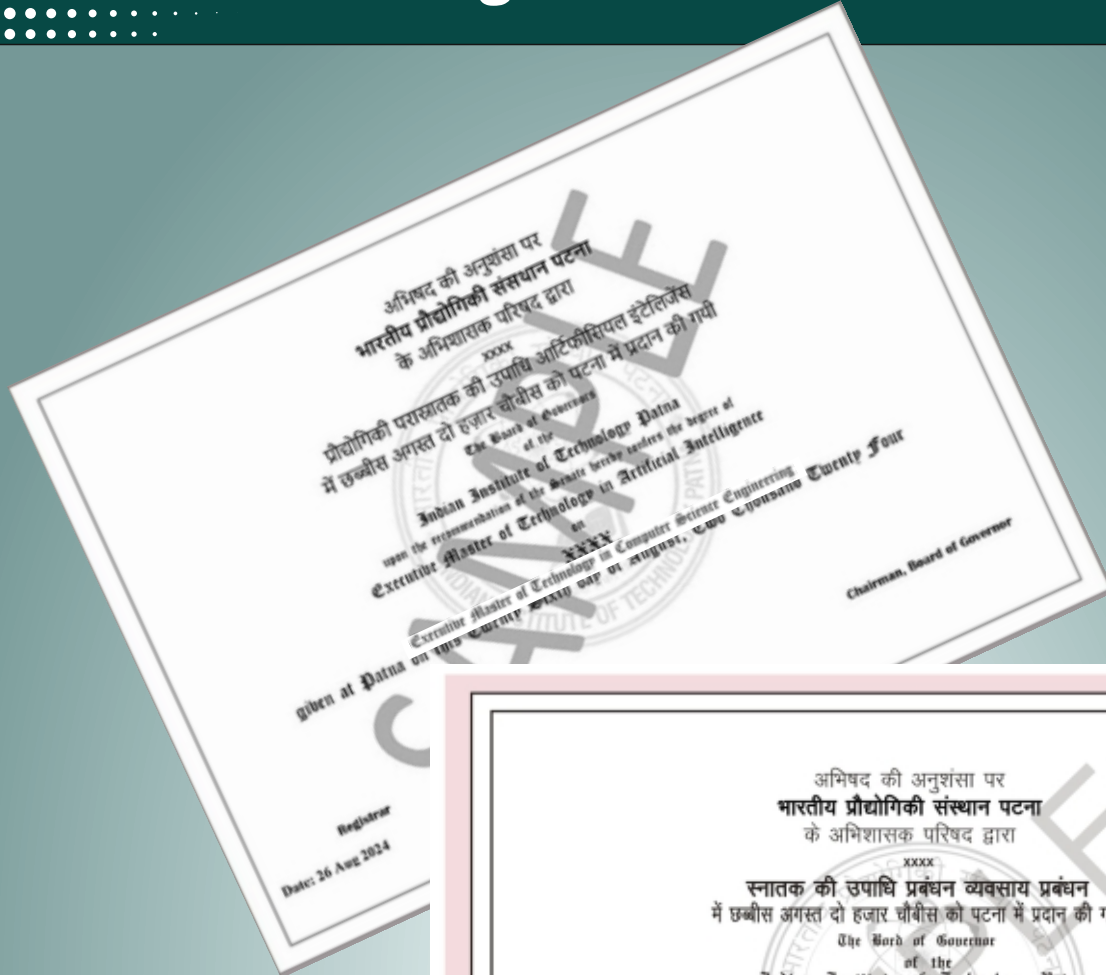 अभिषद की अनुशंसा पर
भारतीय प्रौद्योगिकी संसथान पटना
के अभिशासक परिषद द्वारा
xxxx
प्रौद्योगिकी परास्नातक की उपाधि आर्टिफीसियल इंटेलिजेंस
में छब्बीस अगस्त दो हज़ार चौबीस को पटना में प्रदान की गयी
The Board of Governors
of the
Indian Institute of Technology Patna
upon the recommendation of the Senate hereby confers the degree of
Executive Master of Technology in Artificial Intelligence
on
XXXX
Executive Master of Technology in Computer Science Engineering
given at Patna on this Twenty Sixth day of August, Two Thousand Twenty Four
Chairman, Board of Governor
Registrar
Date: 26 Aug 2024
SAMPLE
अभिषद की अनुशंसा पर
भारतीय प्रौद्योगिकी संस्थान पटना
के अभिशासक परिषद द्वारा
xxxx
स्नातक की उपाधि प्रबंधन व्यवसाय प्रबंधन
में छब्बीस अगस्त दो हजार चौबीस को पटना में प्रदान की
The Bord of Governor
of the